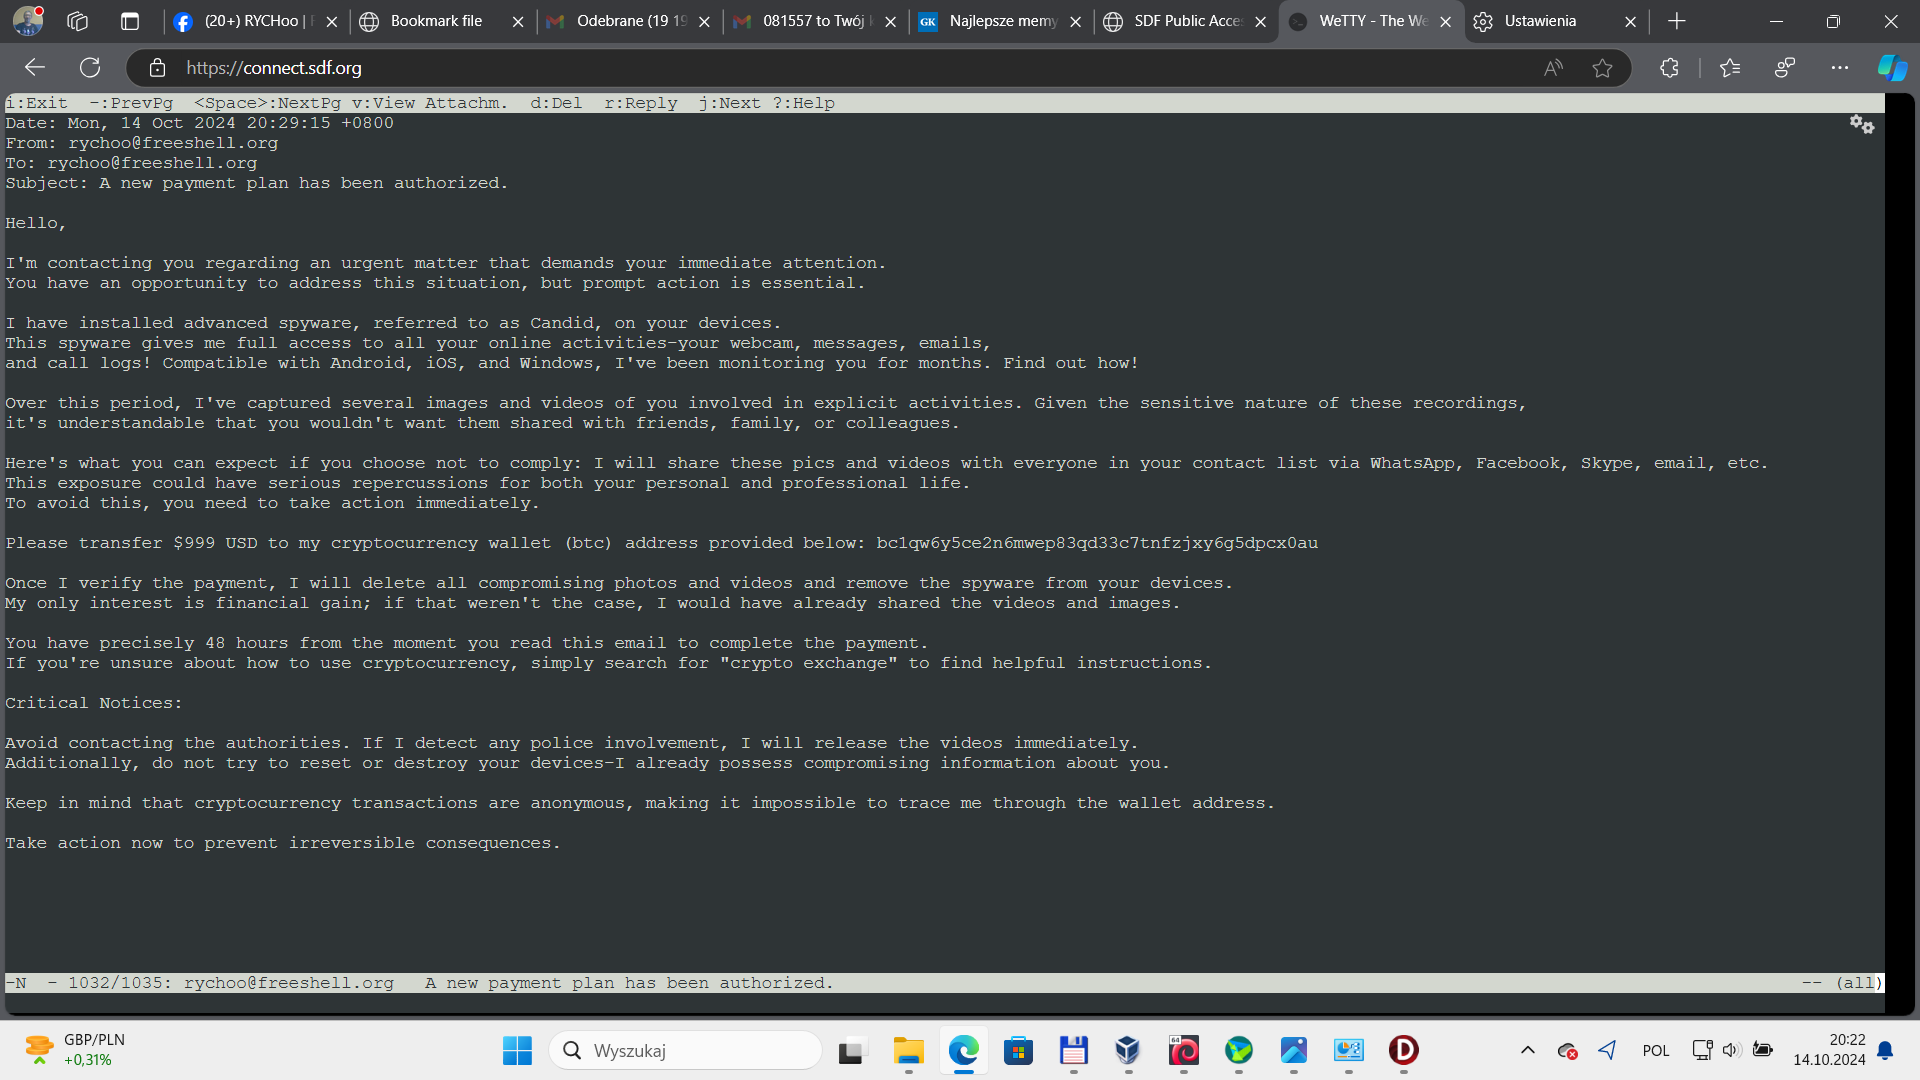 (20+) RYCHoo | F
Bookmark file
Odebrane (19 19
081557 to Twój k
GK
Najlepsze memy
SDF Public Acces
WeTTY - The We
Ustawienia
https://connect.sdf.org
i:Exit  -:PrevPg  <Space>:NextPg v:View Attachm.  d:Del  r:Reply  j:Next ?:Help
Date: Mon, 14 Oct 2024 20:29:15 +0800
From: rychoo@freeshell.org
To: rychoo@freeshell.org
Subject: A new payment plan has been authorized.
Hello,
I'm contacting you regarding an urgent matter that demands your immediate attention.
You have an opportunity to address this situation, but prompt action is essential.
I have installed advanced spyware, referred to as Candid, on your devices.
This spyware gives me full access to all your online activities-your webcam, messages, emails,
and call logs! Compatible with Android, iOS, and Windows, I've been monitoring you for months. Find out how!
Over this period, I've captured several images and videos of you involved in explicit activities. Given the sensitive nature of these recordings,
it's understandable that you wouldn't want them shared with friends, family, or colleagues.
Here's what you can expect if you choose not to comply: I will share these pics and videos with everyone in your contact list via WhatsApp, Facebook, Skype, email, etc.
This exposure could have serious repercussions for both your personal and professional life.
To avoid this, you need to take action immediately.
Please transfer $999 USD to my cryptocurrency wallet (btc) address provided below: bc1qw6y5ce2n6mwep83qd33c7tnfzjxy6g5dpcx0au
Once I verify the payment, I will delete all compromising photos and videos and remove the spyware from your devices.
My only interest is financial gain; if that weren't the case, I would have already shared the videos and images.
You have precisely 48 hours from the moment you read this email to complete the payment.
If you're unsure about how to use cryptocurrency, simply search for "crypto exchange" to find helpful instructions.
Critical Notices:
Avoid contacting the authorities. If I detect any police involvement, I will release the videos immediately.
Additionally, do not try to reset or destroy your devices-I already possess compromising information about you.
Keep in mind that cryptocurrency transactions are anonymous, making it impossible to trace me through the wallet address.
Take action now to prevent irreversible consequences.
-N  - 1032/1035: rychoo@freeshell.org   A new payment plan has been authorized.  -- (all)
GBP/PLN
+0,31%
Wyszukaj
64
POL
20:22
14.10.2024